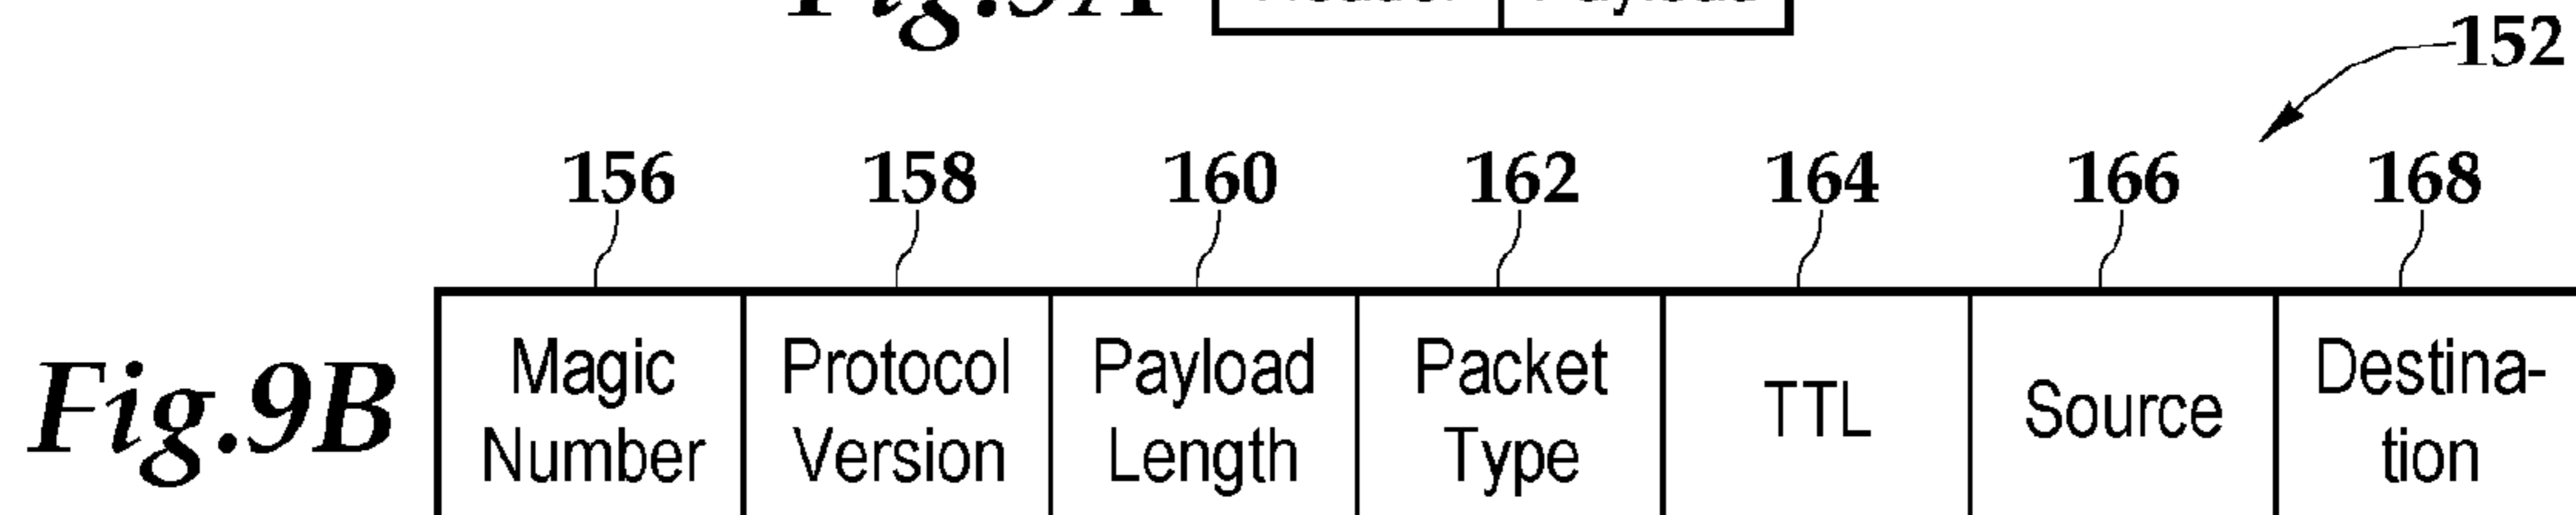 Payload
152
156 158 160 162 164 166 168
Fig.9B
Magic
Number
Protocol
Version
Payload
Length
Packet
Type
TTL
Source
Destina-
tion